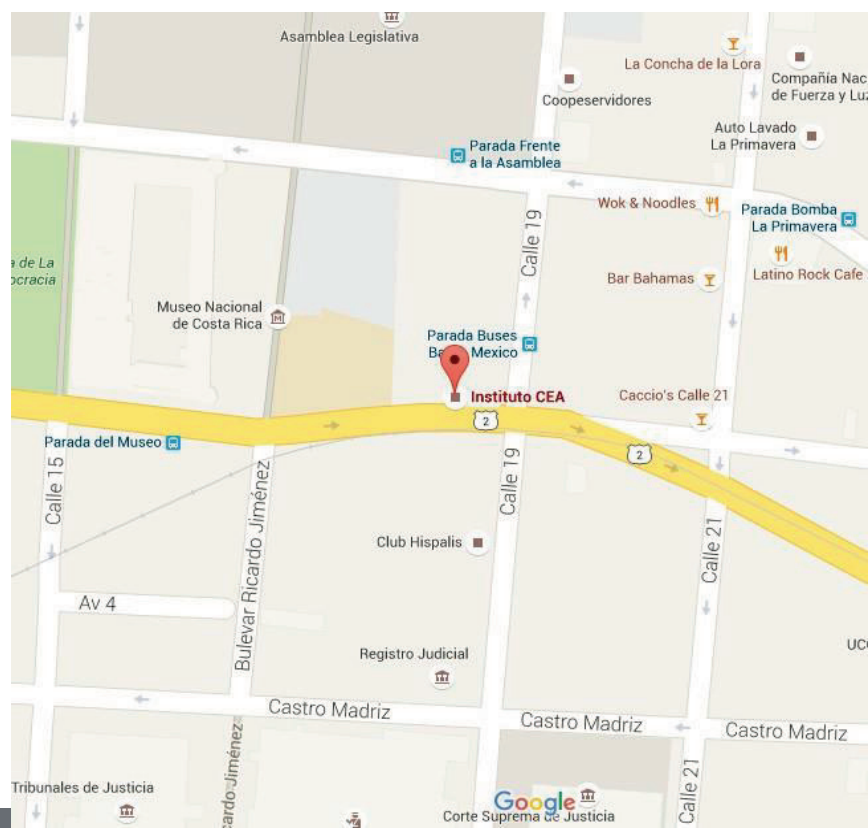 Asamblea Legislativa
La Concha de la Lora
Compañía Nac
de Fuerza y Luz
Coopeservidores
Auto Lavado
La Primavera
Parada Frente
a la Asamblea
Wok & Noodles
Parada Bomba
La Primavera
Calle 19
a de La
ocracia
Bar Bahamas
Latino Rock Cafe
Museo Nacional
de Costa Rica
Parada Buses
Mexico
Instituto CEA
Caccio's Calle 21
2
Parada del Museo
2
Calle 15
Calle 19
Bulevar Ricardo Jiménez
Club Hispalis
Calle 21
Av 4
UC
Registro Judicial
Castro Madriz
Castro Madriz
Castro Madriz
cardo Jiménez
Calle 21
Tribunales de Justicia
Google
Corte Suprema de Justicia